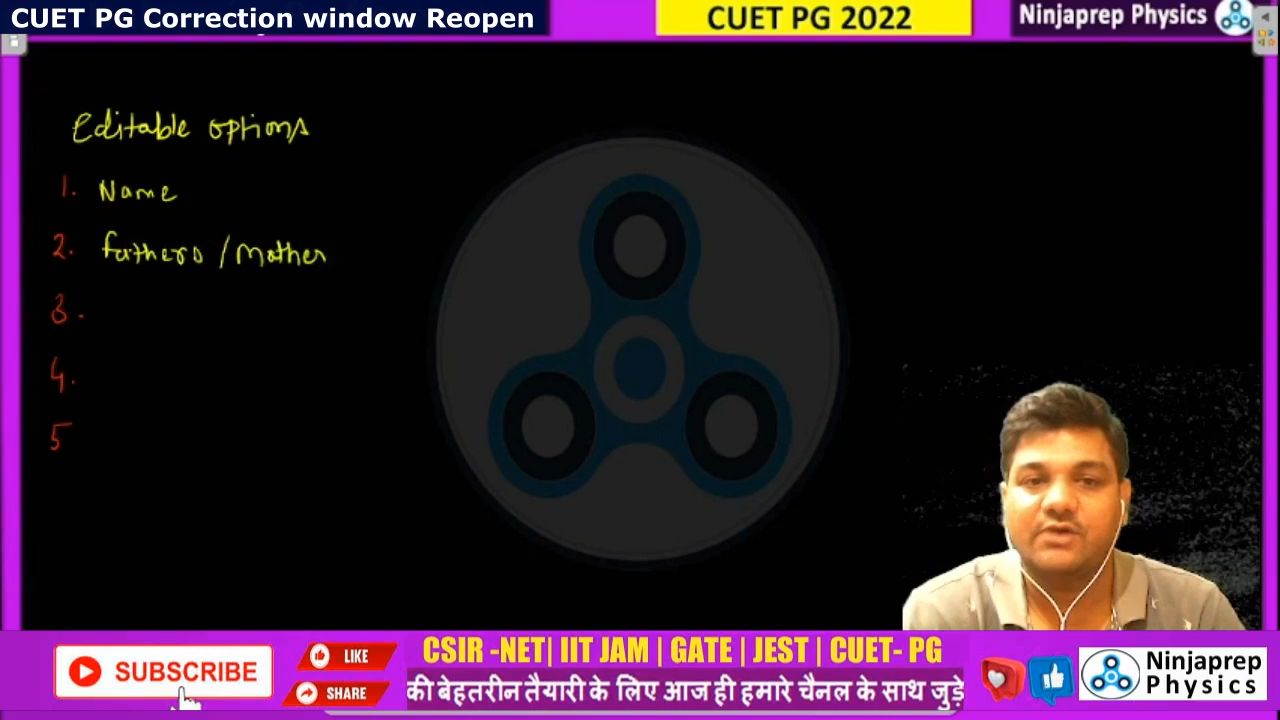 CUET PG Correction window Reopen
CUET PG 2022
Ninjaprep Physics
Editable options
1. Name
2. fathers / Mother
3.
4.
5
SUBSCRIBE
LIKE
SHARE
CSIR -NET| IIT JAM | GATE | JEST | CUET- PG
की बेहतरीन तैयारी के लिए आज ही हमारे चैनल के साथ जुड़े
Ninjaprep
Physics